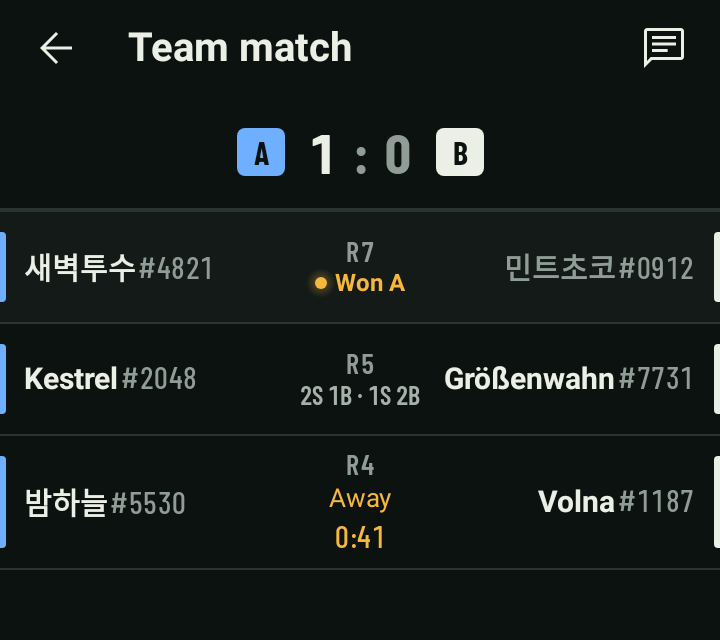 Team match
A 1 : 0 B
R7
새벽투수#4821 민트초코#0912
Won A
R5
Kestrel#2048 Größenwahn#7731
2S 1B · 1S 2B
R4
밤하늘#5530 Away Volna#1187
0:41